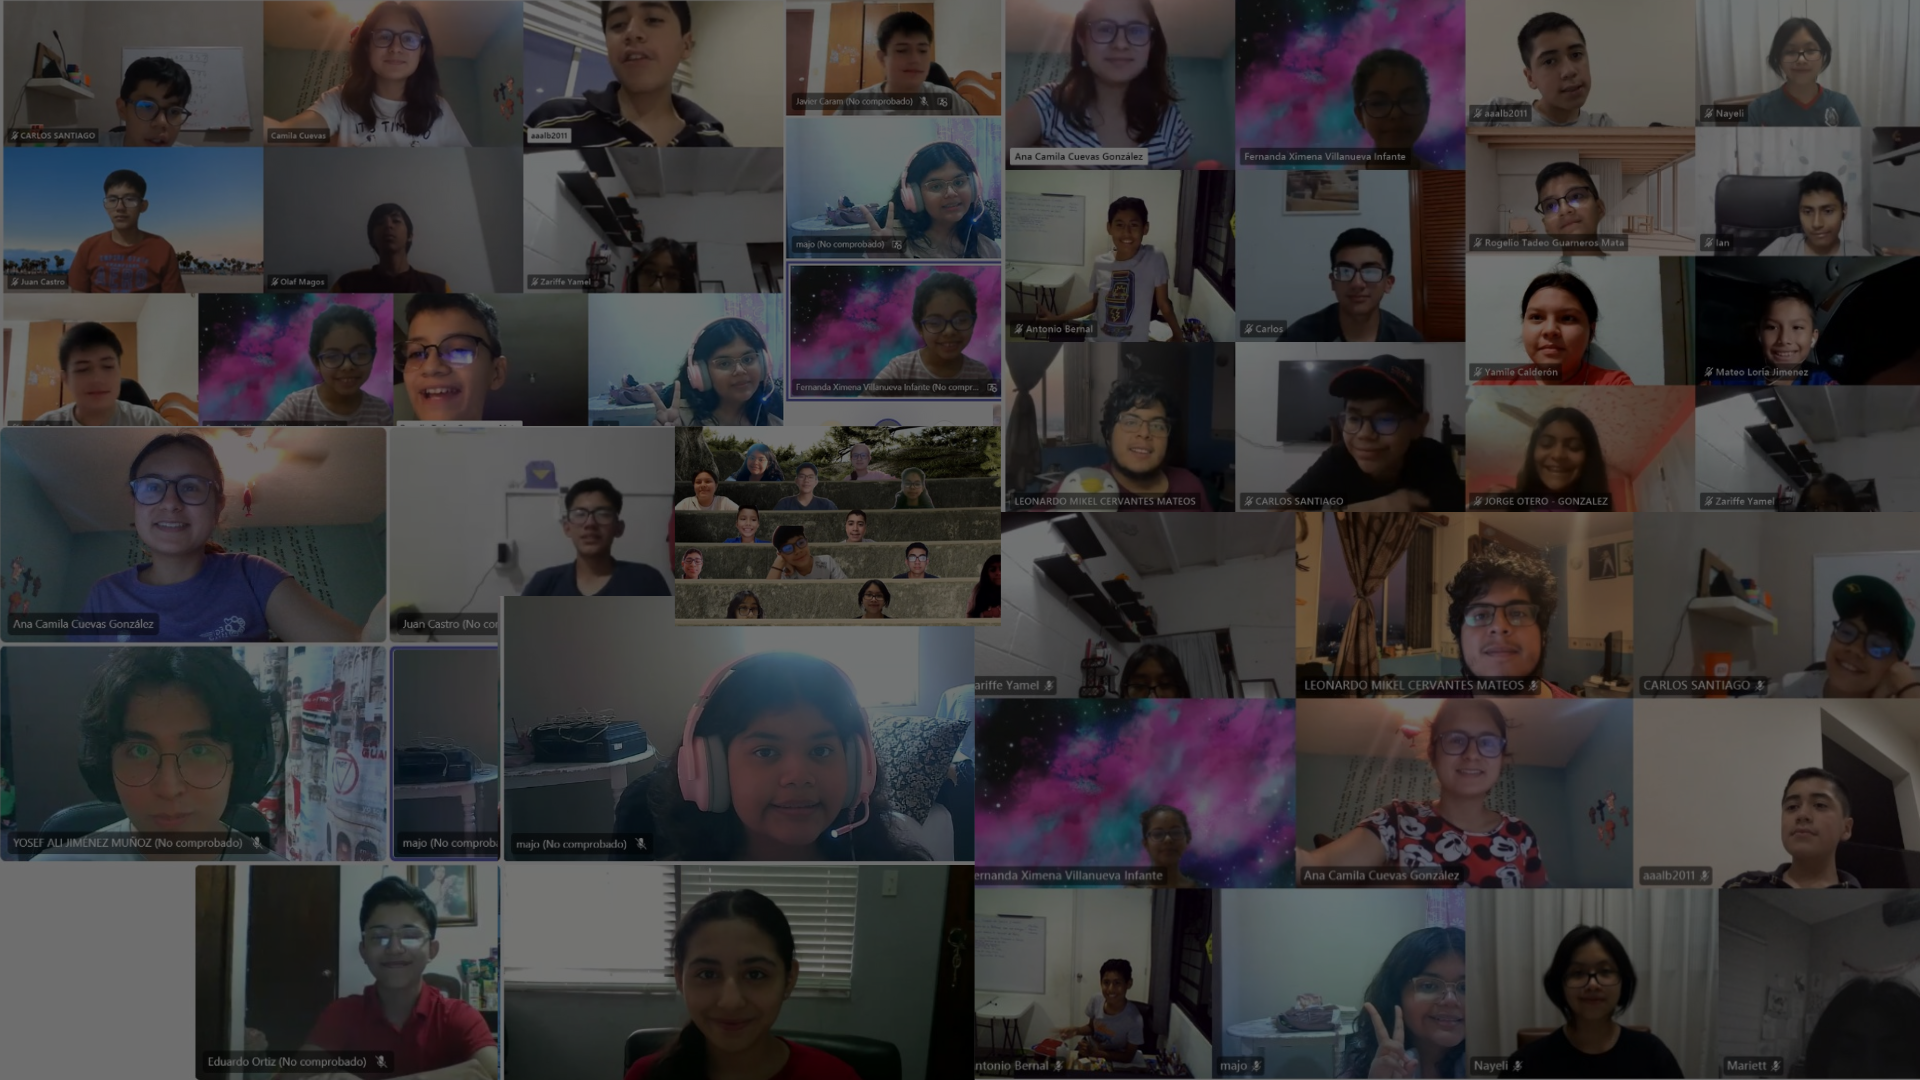 CARLOS SANTIAGO
Camila Cuevas
aaalb2011
Javier Caram (No comprobado)
Juan Castro
Olaf Magos
Zariffe Yamel
majo (No comprobado)
Fernanda Ximena Villanueva Infante (No compr...
Ana Camila Cuevas González
Fernanda Ximena Villanueva Infante
aaalb2011
Nayeli
Antonio Bernal
Carlos
Rogelio Tadeo Guarneros Mata
Ian
Yamile Calderón
Mateo Loria Jimenez
LEONARDO MIKEL CERVANTES MATEOS
CARLOS SANTIAGO
JORGE OTERO - GONZALEZ
Zariffe Yamel
Ana Camila Cuevas González
Juan Castro (No co
YOSEF ALI JIMÉNEZ MUÑOZ (No comprobado)
majo (No comproba
majo (No comprobado)
Eduardo Ortiz (No comprobado)
ariffe Yamel
LEONARDO MIKEL CERVANTES MATEOS
CARLOS SANTIAGO
ernanda Ximena Villanueva Infante
Ana Camila Cuevas González
aaalb2011
ntonio Bernal
majo
Nayeli
Mariett